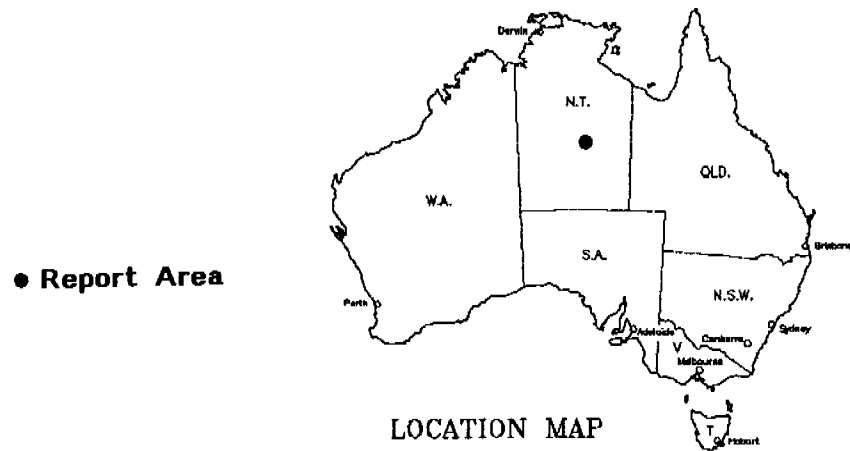 Darwin
N.T.
QLD.
W.A.
S.A.
Brisbane
● Report Area
N.S.W.
Perth
Sydney
Adelaide
Canberra
V
Melbourne
LOCATION MAP
T
Hobart